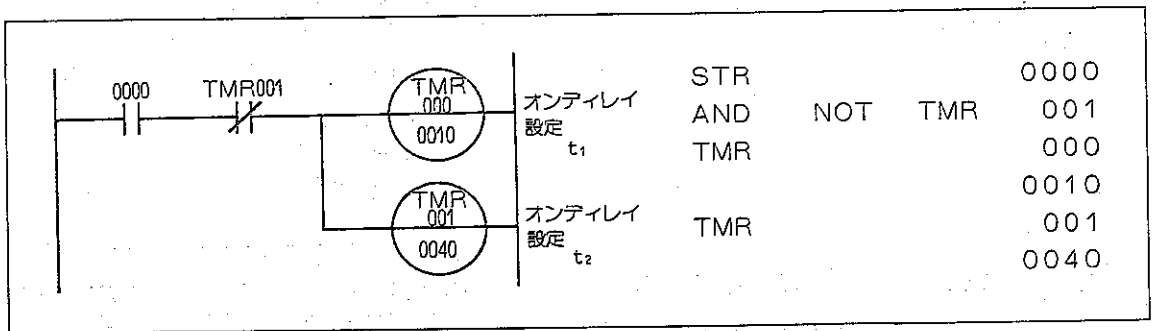 0000 TMR001
TMR
000
0010
オンディレイ
設定
t₁
TMR
001
0040
オンディレイ
設定
t₂
STR 0000
AND NOT TMR 001
TMR 000
0010
TMR 001
0040